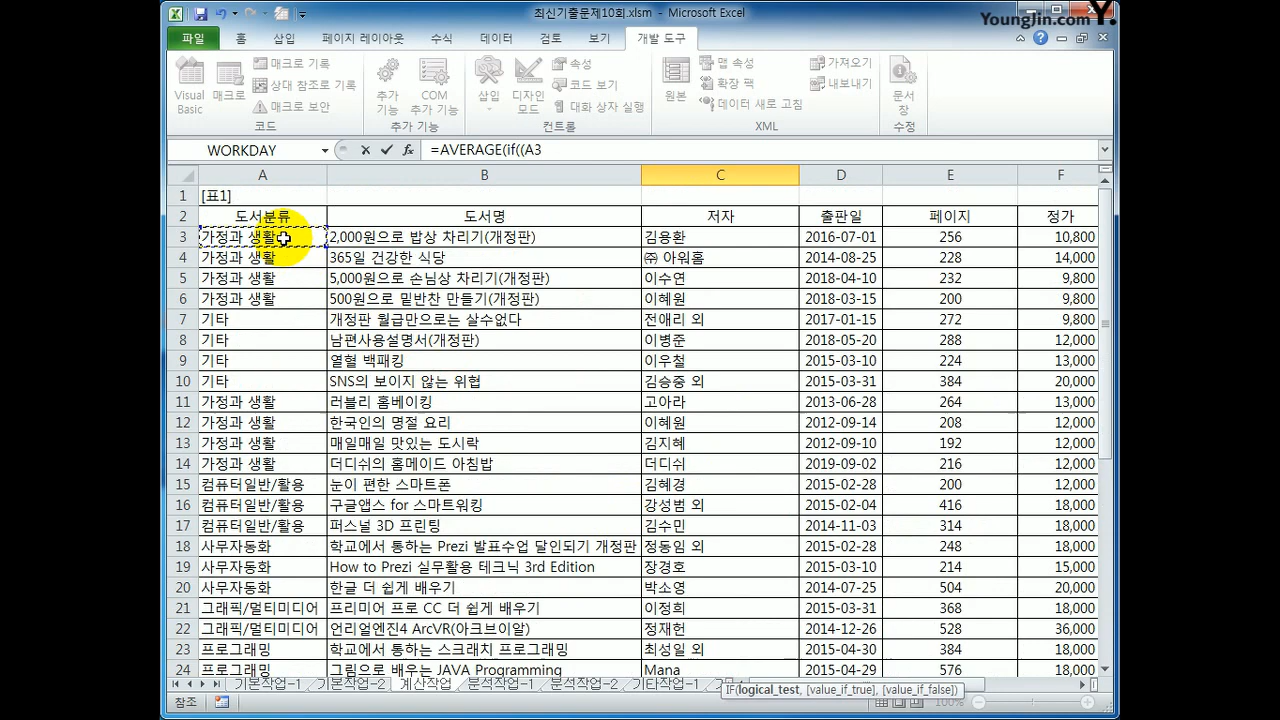 최신기출문제10회.xlsm - Microsoft Excel
YoungJin.com Y.
파일 홈 삽입 페이지 레이아웃 수식 데이터 검토 보기 개발 도구
Visual Basic 매크로 매크로 기록 상대 참조로 기록 매크로 보안
추가 기능 COM 추가 기능 삽입 디자인 모드 속성 코드 보기 대화 상자 실행
원본 맵 속성 확장 팩 데이터 새로 고침 가져오기 내보내기 문서 창
코드 추가 기능 컨트롤 XML 수정
WORKDAY fx =AVERAGE(if((A3
A B C D E F
1 [표1]
2 도서분류 도서명 저자 출판일 페이지 정가
3 가정과 생활 2,000원으로 밥상 차리기(개정판) 김용환 2016-07-01 256 10,800
4 가정과 생활 365일 건강한 식당 ㈜ 아워홈 2014-08-25 228 14,000
5 가정과 생활 5,000원으로 손님상 차리기(개정판) 이수연 2018-04-10 232 9,800
6 가정과 생활 500원으로 밑반찬 만들기(개정판) 이혜원 2018-03-15 200 9,800
7 기타 개정판 월급만으로는 살수없다 전애리 외 2017-01-15 272 9,800
8 기타 남편사용설명서(개정판) 이병준 2018-05-20 288 12,000
9 기타 열혈 백패킹 이우철 2015-03-10 224 13,000
10 기타 SNS의 보이지 않는 위협 김승중 외 2015-03-31 384 20,000
11 가정과 생활 러블리 홈베이킹 고아라 2013-06-28 264 13,000
12 가정과 생활 한국인의 명절 요리 이혜원 2012-09-14 208 12,000
13 가정과 생활 매일매일 맛있는 도시락 김지혜 2012-09-10 192 12,000
14 가정과 생활 더디쉬의 홈메이드 아침밥 더디쉬 2019-09-02 216 12,000
15 컴퓨터일반/활용 눈이 편한 스마트폰 김혜경 2015-02-28 200 12,000
16 컴퓨터일반/활용 구글앱스 for 스마트워킹 강성범 외 2015-02-04 416 18,000
17 컴퓨터일반/활용 퍼스널 3D 프린팅 김수민 2014-11-03 314 18,000
18 사무자동화 학교에서 통하는 Prezi 발표수업 달인되기 개정판 정동임 외 2015-02-28 248 18,000
19 사무자동화 How to Prezi 실무활용 테크닉 3rd Edition 장경호 2015-03-10 214 15,000
20 사무자동화 한글 더 쉽게 배우기 박소영 2014-07-25 504 20,000
21 그래픽/멀티미디어 프리미어 프로 CC 더 쉽게 배우기 이정희 2015-03-31 368 18,000
22 그래픽/멀티미디어 언리얼엔진4 ArcVR(아크브이알) 정재헌 2014-12-26 528 36,000
23 프로그래밍 학교에서 통하는 스크래치 프로그래밍 최성일 외 2015-04-30 384 18,000
24 프로그래밍 그림으로 배우는 JAVA Programming Mana 2015-04-29 576 18,000
기본작업-1 기본작업-2 계산작업 분석작업-1 분석작업-2 기타작업-1
IF(logical_test, [value_if_true], [value_if_false])
참조 100%